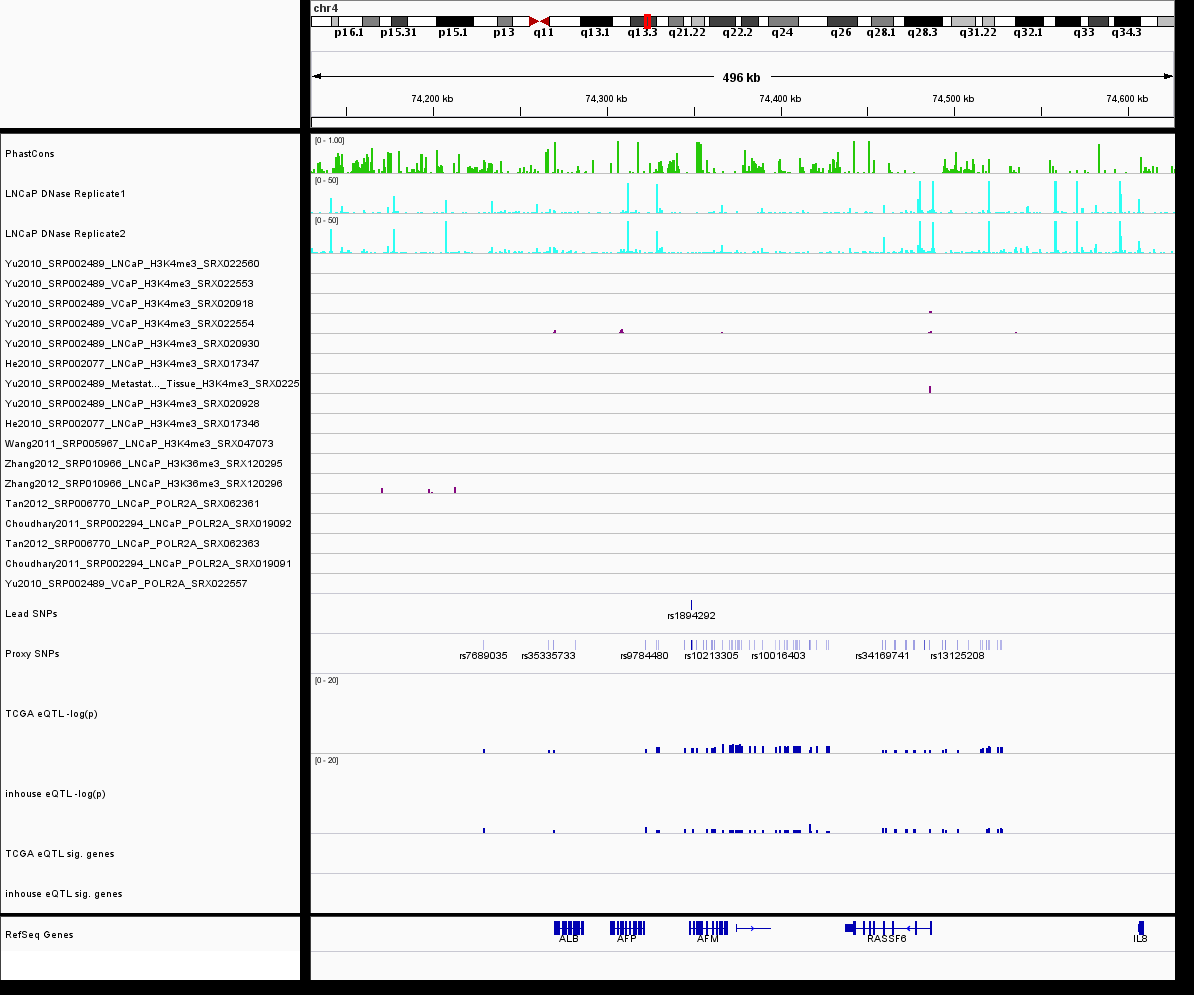 chr4
p16.1 p15.31 p15.1 p13 q11 q13.1 q13.3 q21.22 q22.2 q24 q26 q28.1 q28.3 q31.22 q32.1 q33 q34.3
496 kb
74,200 kb 74,300 kb 74,400 kb 74,500 kb 74,600 kb
[0 - 1.00]
PhastCons
[0 - 50]
LNCaP DNase Replicate1
[0 - 50]
LNCaP DNase Replicate2
Yu2010_SRP002489_LNCaP_H3K4me3_SRX022560
Yu2010_SRP002489_VCaP_H3K4me3_SRX022553
Yu2010_SRP002489_VCaP_H3K4me3_SRX020918
Yu2010_SRP002489_VCaP_H3K4me3_SRX022554
Yu2010_SRP002489_LNCaP_H3K4me3_SRX020930
He2010_SRP002077_LNCaP_H3K4me3_SRX017347
Yu2010_SRP002489_Metastat..._Tissue_H3K4me3_SRX0225
Yu2010_SRP002489_LNCaP_H3K4me3_SRX020928
He2010_SRP002077_LNCaP_H3K4me3_SRX017346
Wang2011_SRP005967_LNCaP_H3K4me3_SRX047073
Zhang2012_SRP010966_LNCaP_H3K36me3_SRX120295
Zhang2012_SRP010966_LNCaP_H3K36me3_SRX120296
Tan2012_SRP006770_LNCaP_POLR2A_SRX062361
Choudhary2011_SRP002294_LNCaP_POLR2A_SRX019092
Tan2012_SRP006770_LNCaP_POLR2A_SRX062363
Choudhary2011_SRP002294_LNCaP_POLR2A_SRX019091
Yu2010_SRP002489_VCaP_POLR2A_SRX022557
Lead SNPs
rs1894292
Proxy SNPs
rs7689035 rs35335733 rs9784480 rs10213305 rs10016403 rs34169741 rs13125208
[0 - 20]
TCGA eQTL -log(p)
[0 - 20]
inhouse eQTL -log(p)
TCGA eQTL sig. genes
inhouse eQTL sig. genes
RefSeq Genes
ALB AFP AFM RASSF6 IL8